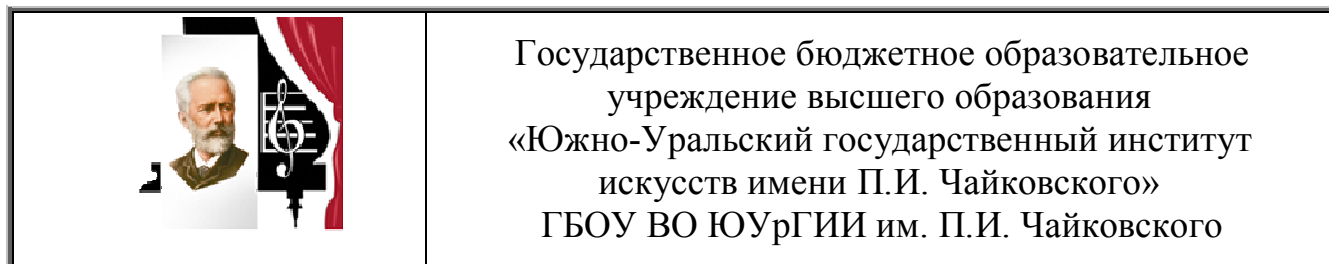 Государственное бюджетное образовательное
учреждение высшего образования
«Южно-Уральский государственный институт
искусств имени П.И. Чайковского»
ГБОУ ВО ЮУрГИИ им. П.И. Чайковского